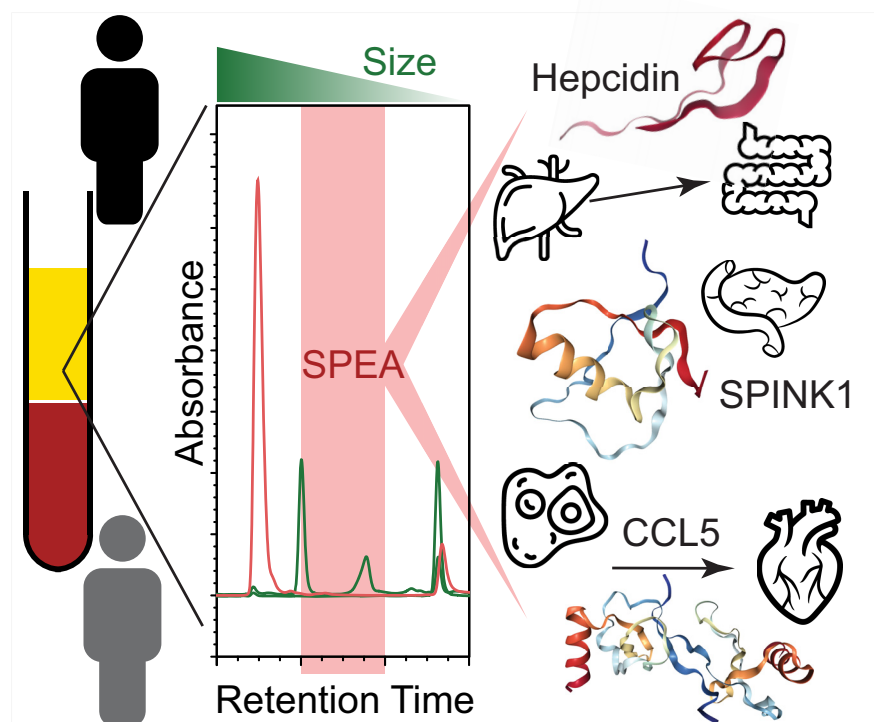 Size
Absorbance
SPEA
Retention Time
Hepcidin
SPINK1
CCL5